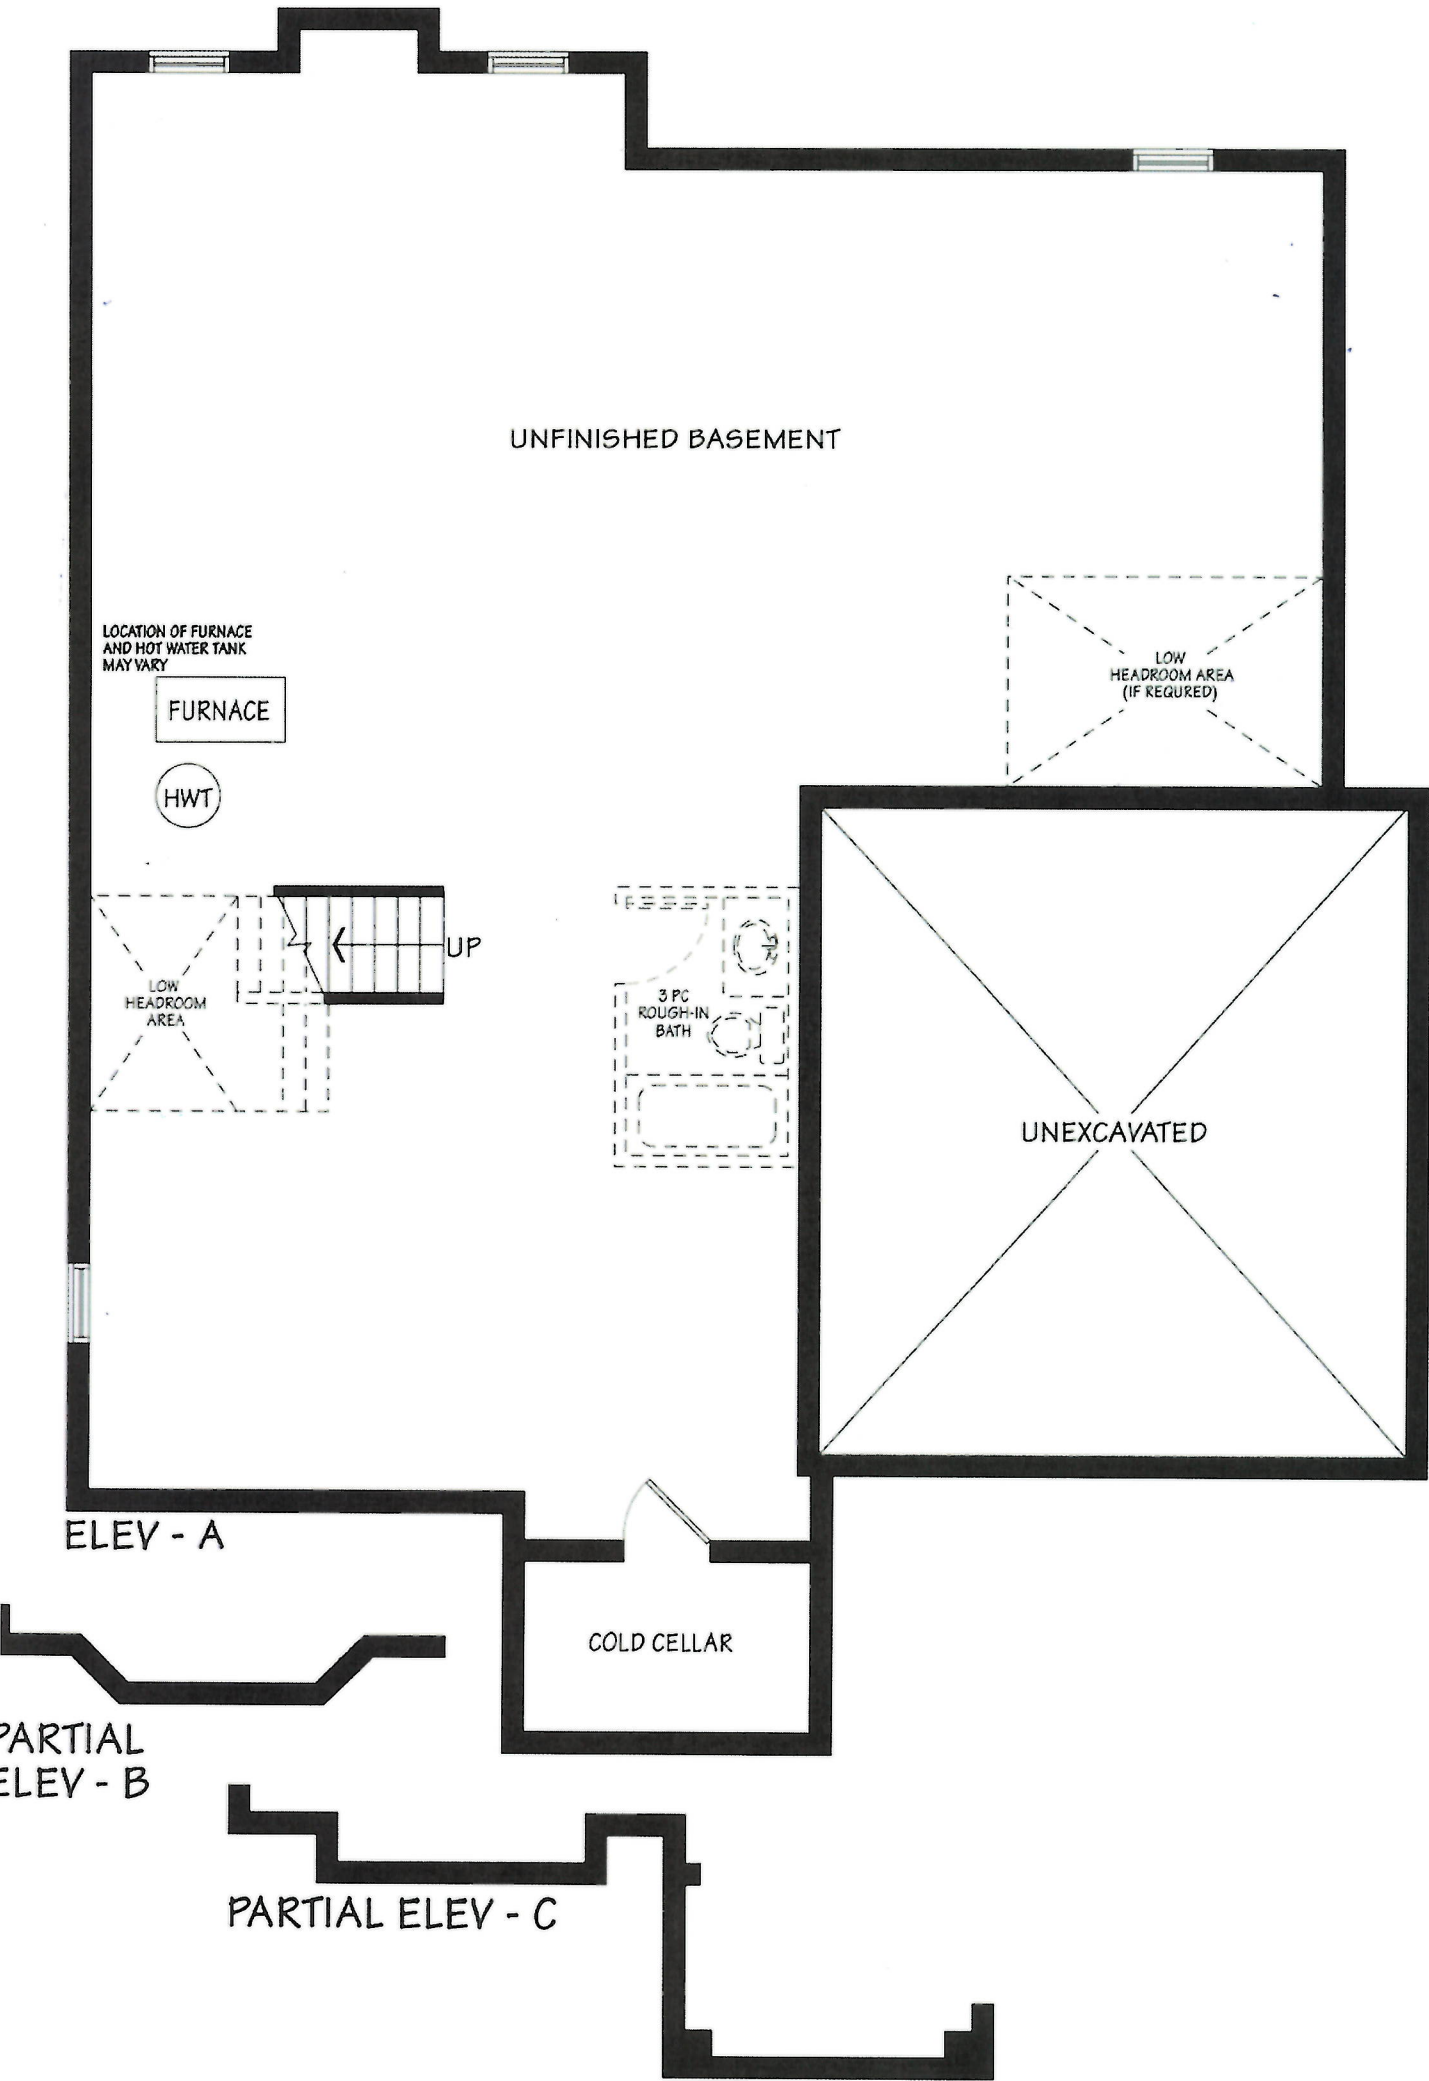 UNFINISHED BASEMENT
LOCATION OF FURNACE
AND HOT WATER TANK
MAY VARY
FURNACE
HWT
LOW
HEADROOM AREA
(IF REQURED)
UP
LOW
HEADROOM
AREA
3 PC
ROUGH-IN
BATH
UNEXCAVATED
ELEV - A
COLD CELLAR
PARTIAL
ELEV - B
PARTIAL ELEV - C